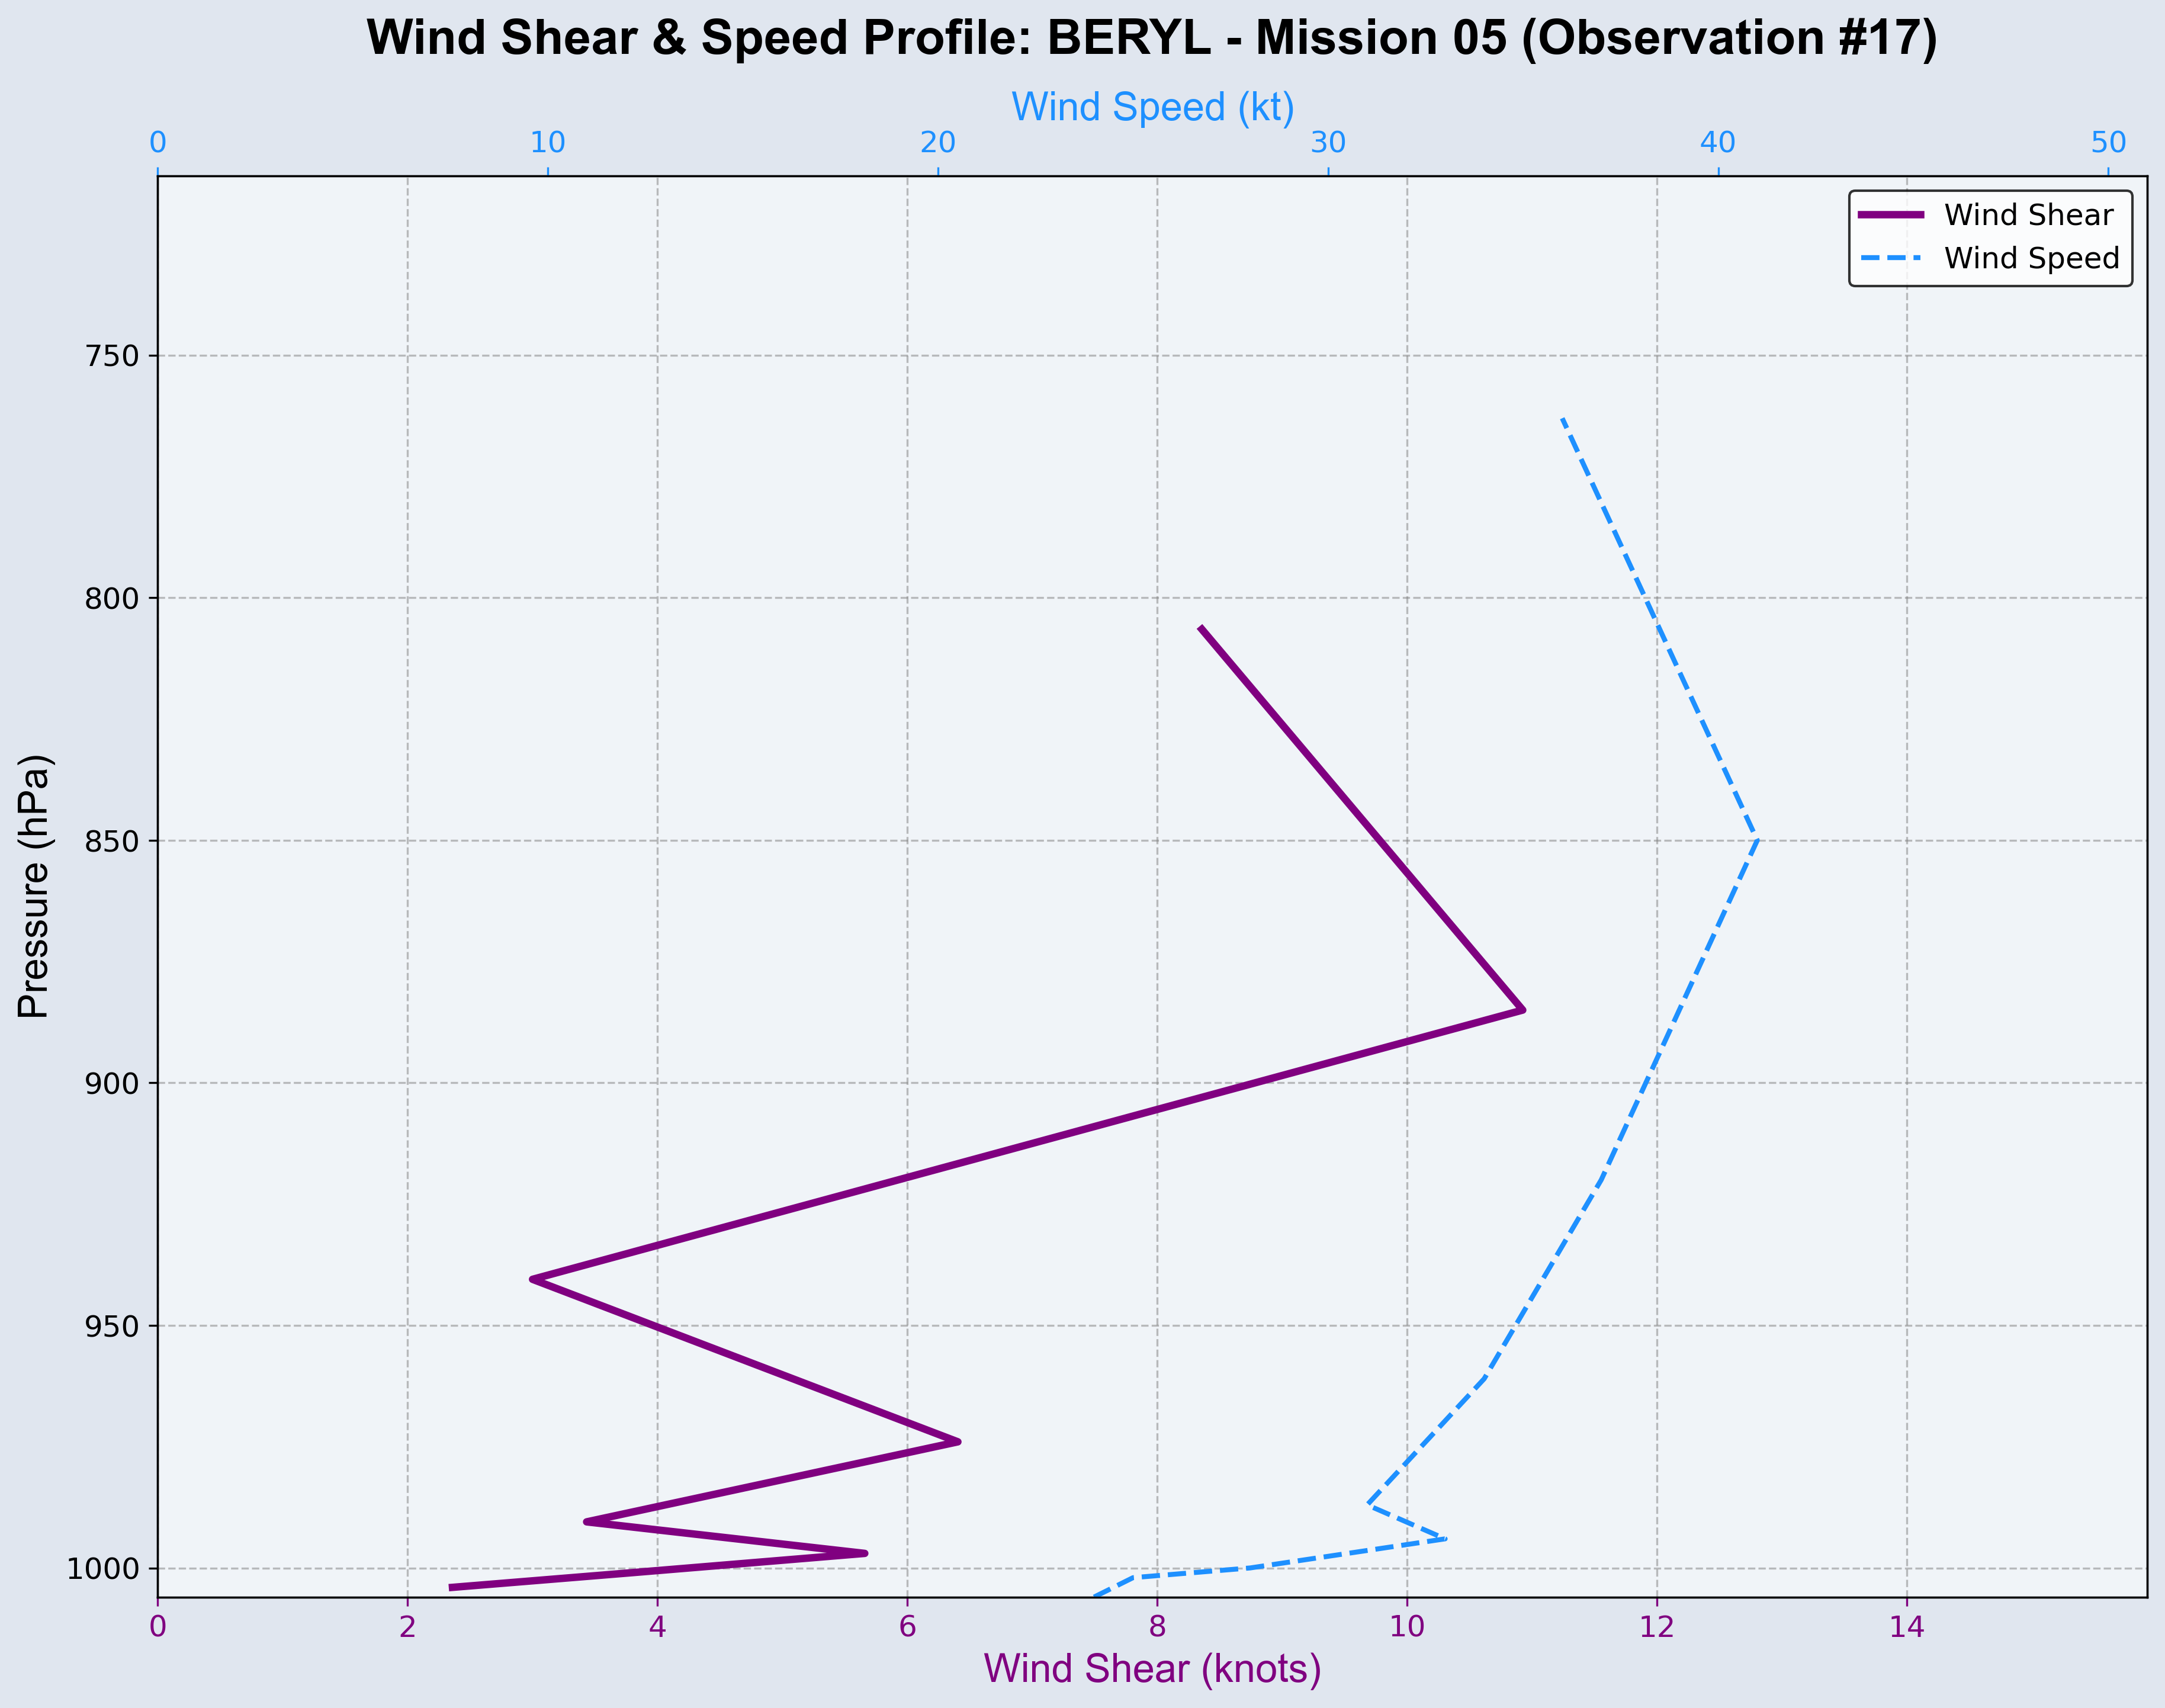 Wind Shear & Speed Profile: BERYL - Mission 05 (Observation #17)
Wind Speed (kt)
0 10 20 30 40 50
Wind Shear
Wind Speed
750
800
850
900
950
1000
Pressure (hPa)
0 2 4 6 8 10 12 14
Wind Shear (knots)